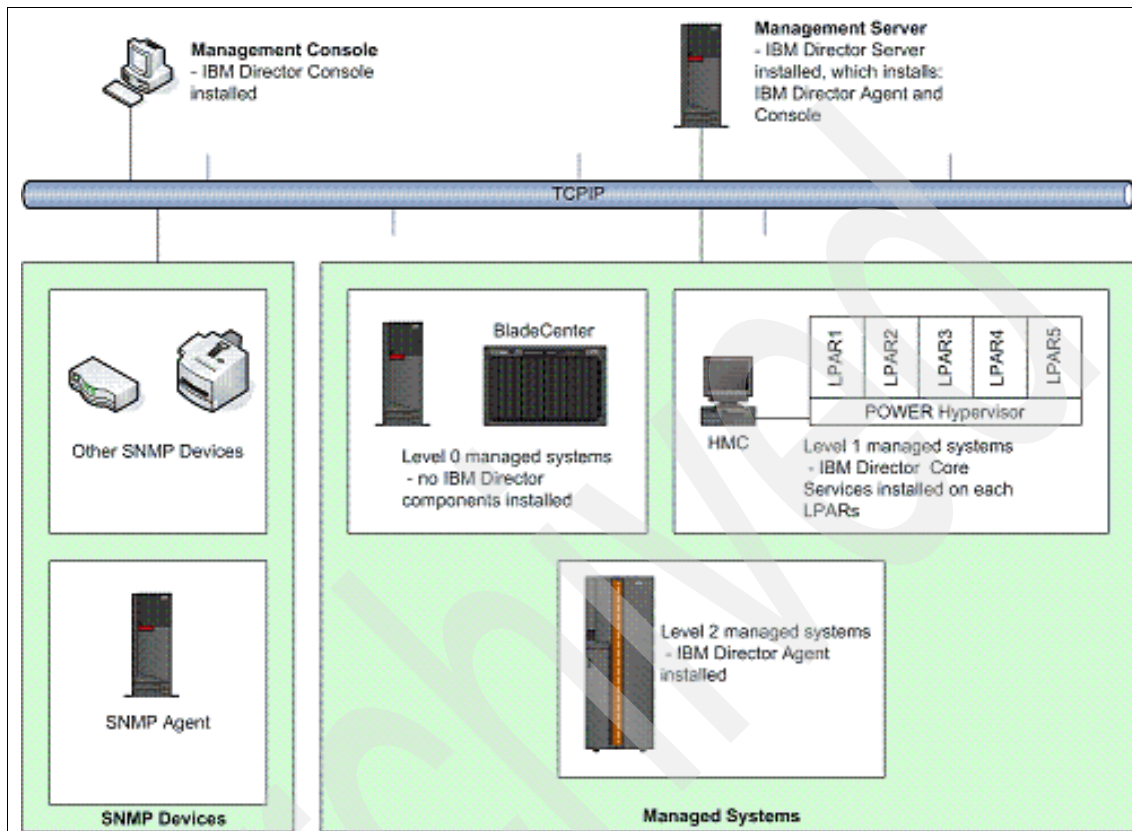 Management Console
- IBM Director Console
installed
Management Server
- IBM Director Server
installed, which installs:
IBM Director Agent and
Console
TCPIP
Other SNMP Devices
SNMP Agent
SNMP Devices
BladeCenter
Level 0 managed systems
- no IBM Director
components installed
HMC
LPAR1
LPAR2
LPAR3
LPAR4
LPAR5
POWER Hypervisor
Level 1 managed systems
- IBM Director Core
Services installed on each
LPARs
Level 2 managed systems
- IBM Director Agent
installed
Managed Systems
chived